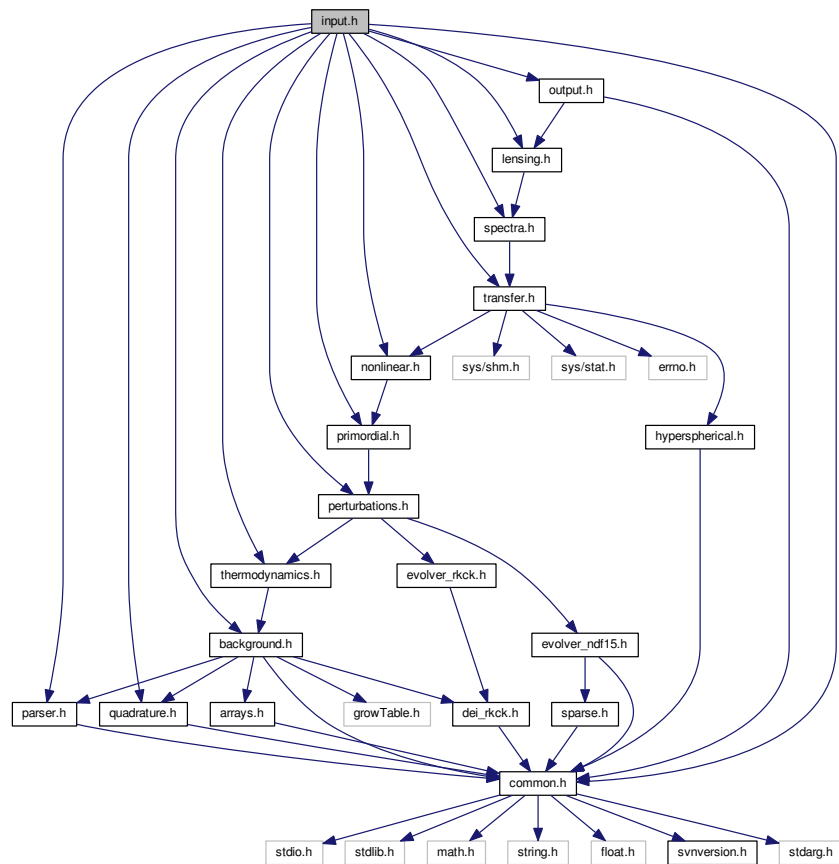 input.h
output.h
lensing.h
spectra.h
transfer.h
nonlinear.h
sys/shm.h
sys/stat.h
errno.h
primordial.h
hyperspherical.h
perturbations.h
thermodynamics.h
evolver_rkck.h
background.h
evolver_ndf15.h
parser.h
quadrature.h
arrays.h
growTable.h
dei_rkck.h
sparse.h
common.h
stdio.h
stdlib.h
math.h
string.h
float.h
svnversion.h
stdarg.h